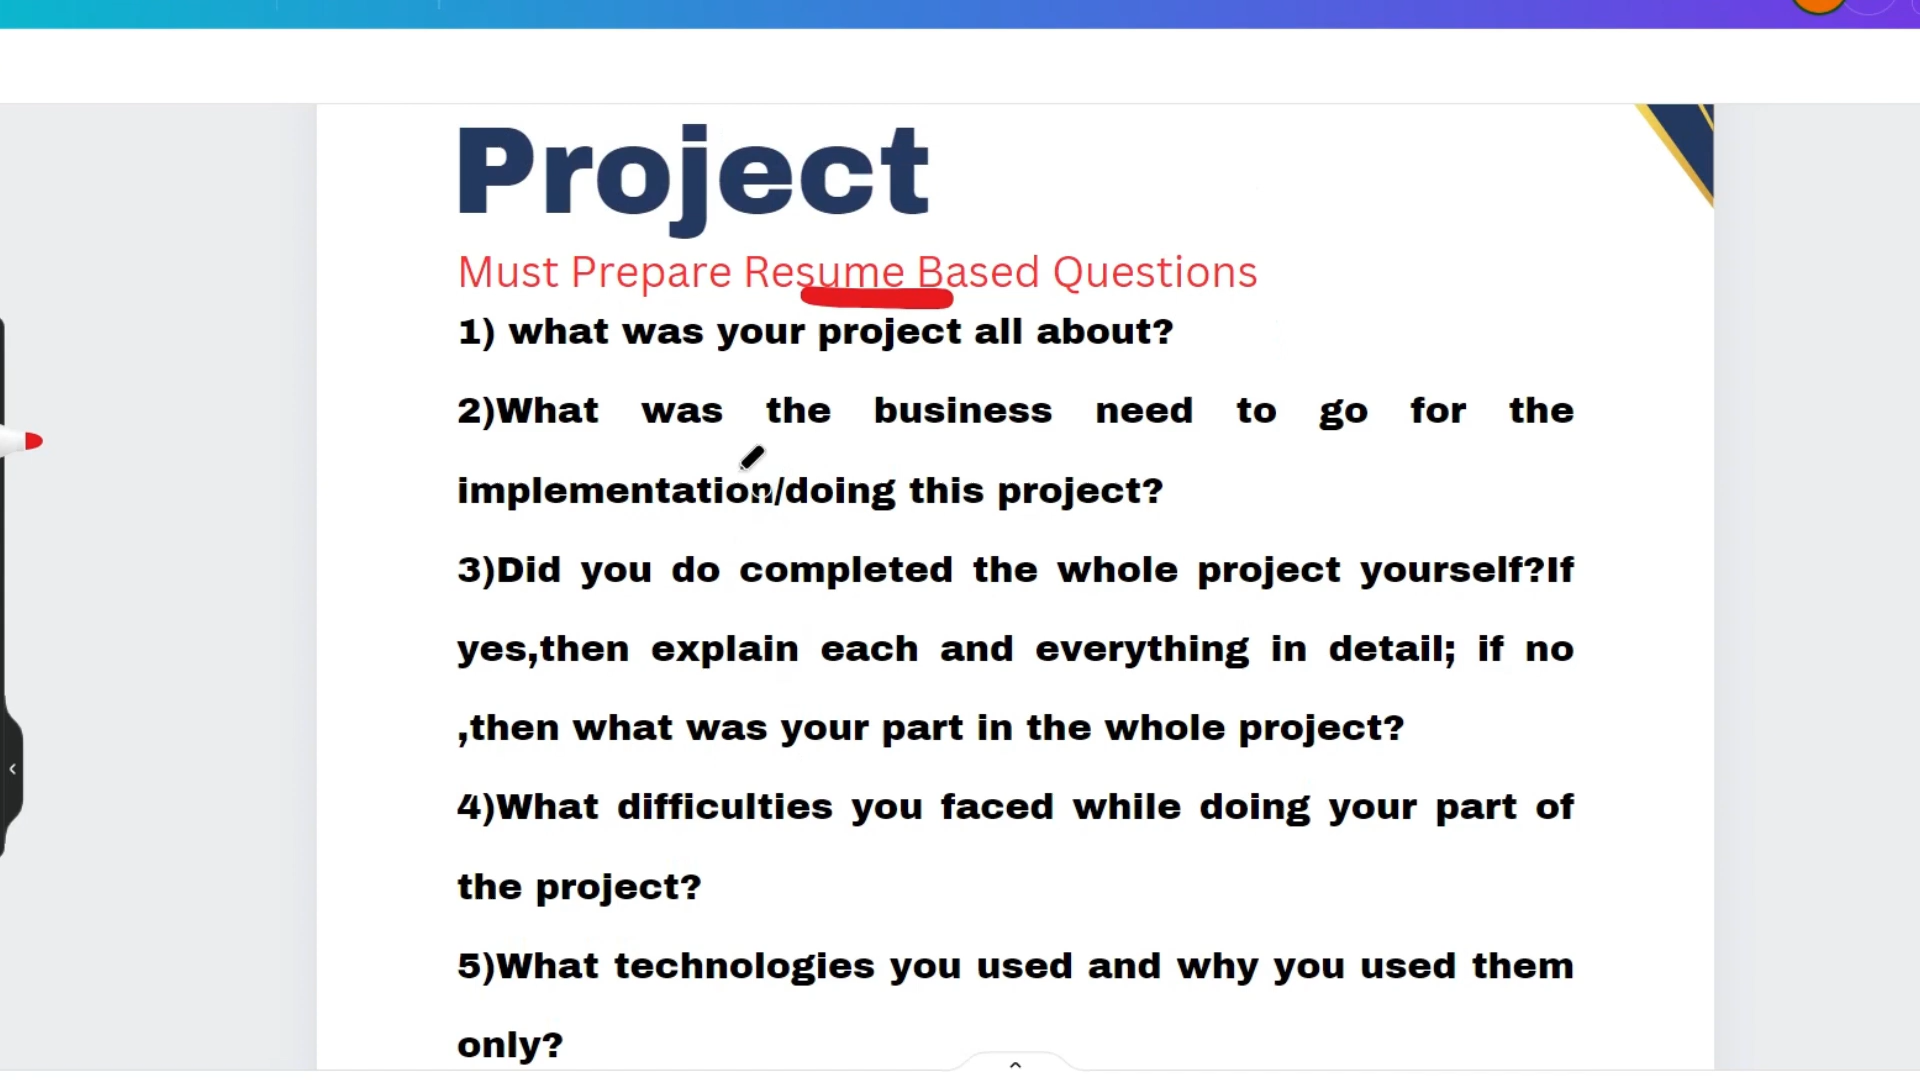 Project
Must Prepare Resume Based Questions
1) what was your project all about?
2)What was the business need to go for the
implementation/doing this project?
3)Did you do completed the whole project yourself?If
yes,then explain each and everything in detail; if no
,then what was your part in the whole project?
4)What difficulties you faced while doing your part of
the project?
5)What technologies you used and why you used them
only?